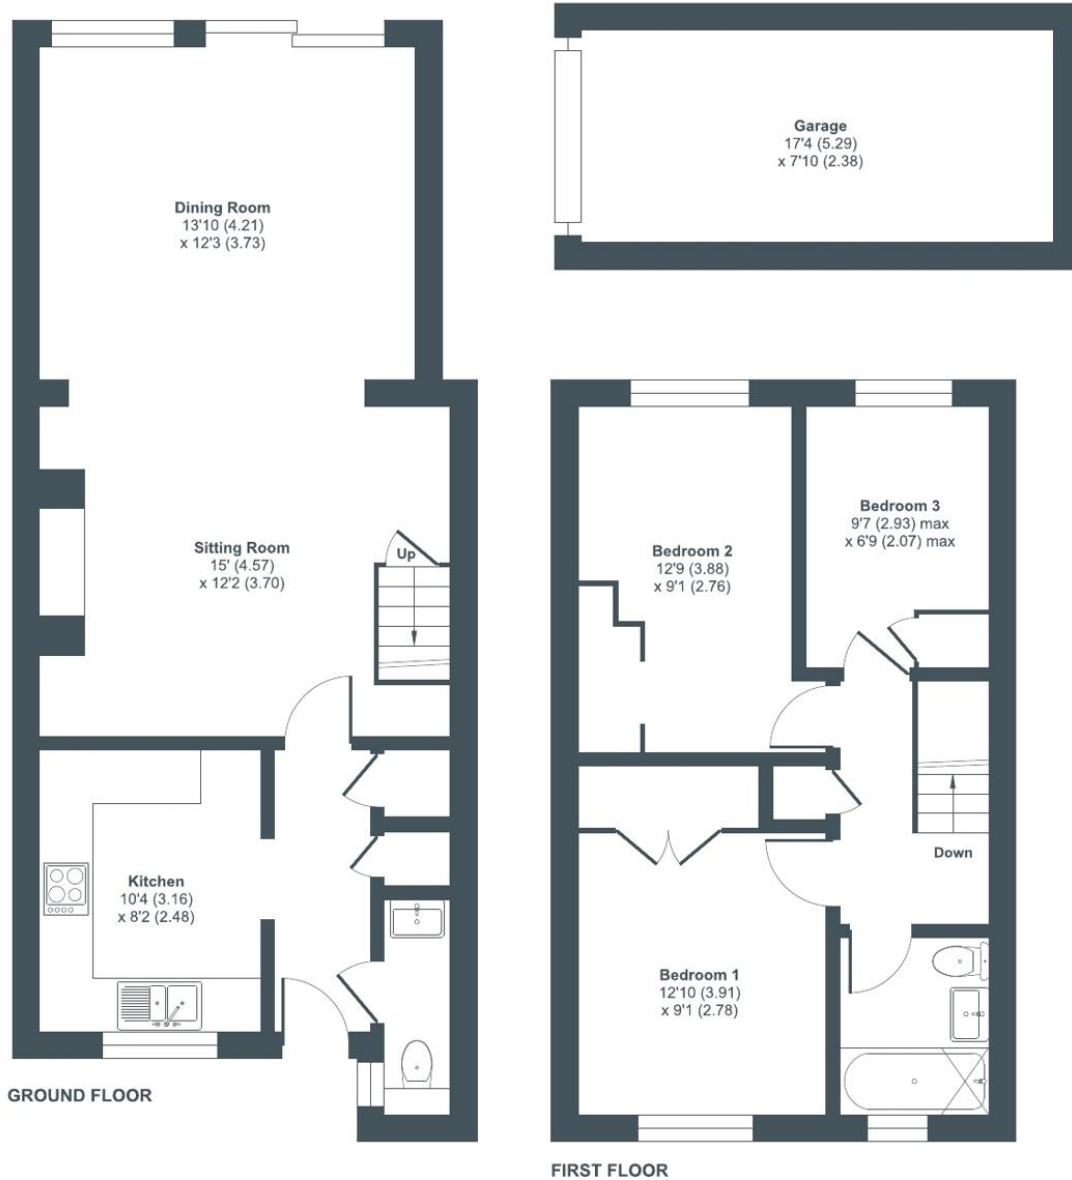 Garage
17'4 (5.29)
x 7'10 (2.38)
Dining Room
13'10 (4.21)
x 12'3 (3.73)
Sitting Room
15' (4.57)
x 12'2 (3.70)
Up
Kitchen
10'4 (3.16)
x 8'2 (2.48)
GROUND FLOOR
Bedroom 2
12'9 (3.88)
x 9'1 (2.76)
Bedroom 3
9'7 (2.93) max
x 6'9 (2.07) max
Down
Bedroom 1
12'10 (3.91)
x 9'1 (2.78)
FIRST FLOOR